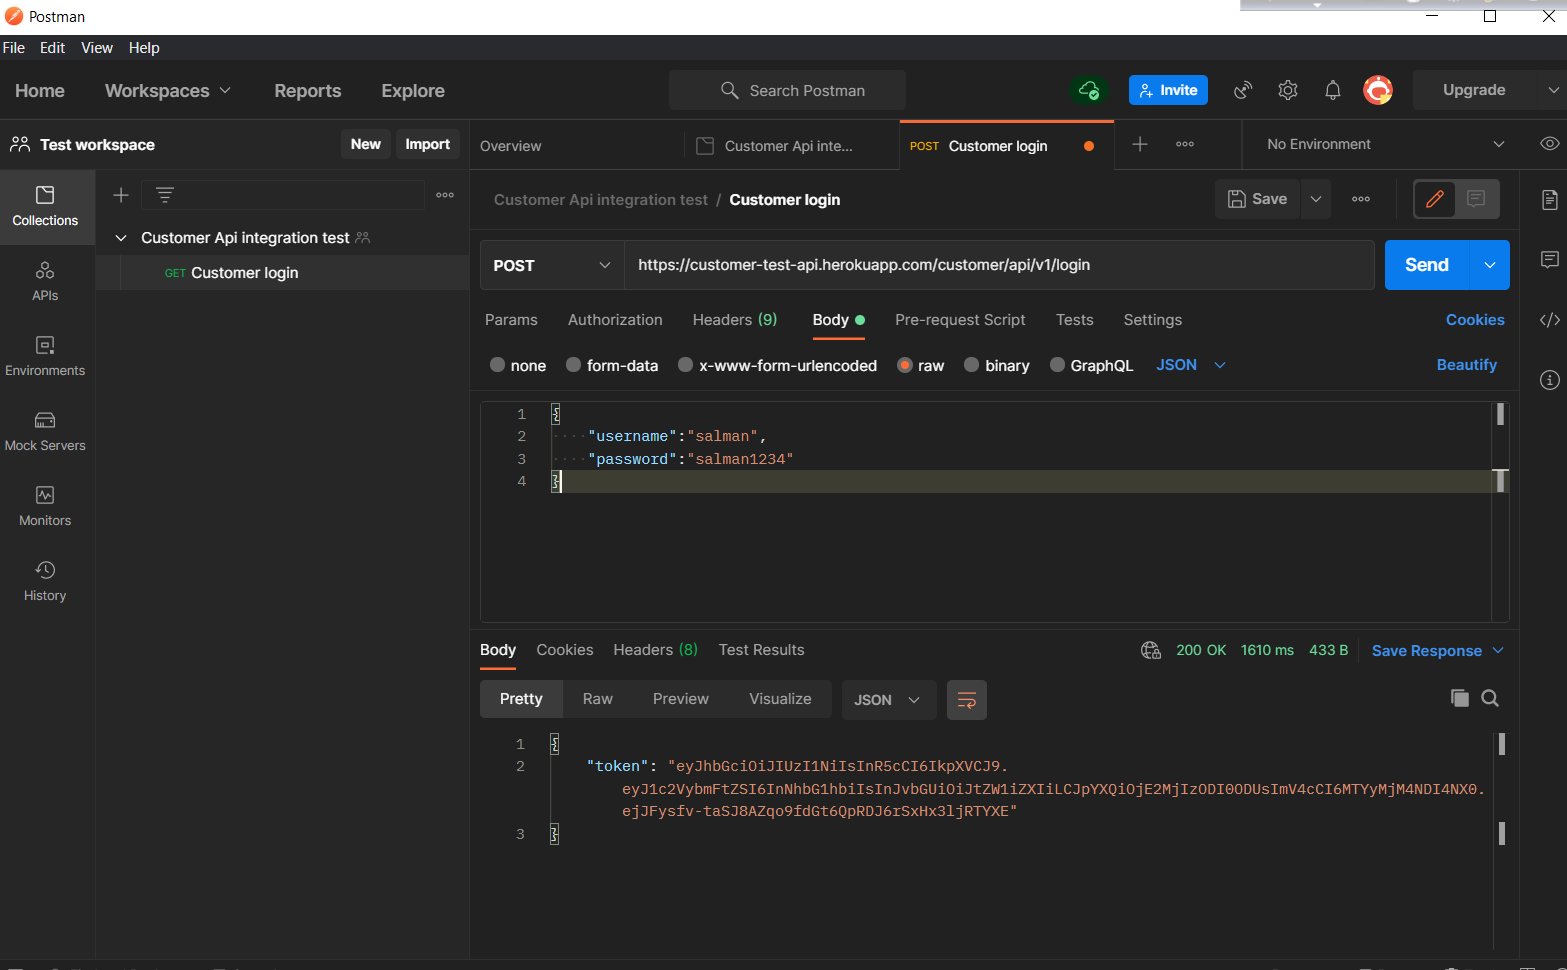 Postman
File Edit View Help
Home Workspaces Reports Explore Search Postman Invite Upgrade
Test workspace New Import Overview Customer Api inte... POST Customer login No Environment
Collections
APIs
Environments
Mock Servers
Monitors
History
Customer Api integration test
GET Customer login
Customer Api integration test / Customer login Save
POST https://customer-test-api.herokuapp.com/customer/api/v1/login Send
Params Authorization Headers (9) Body Pre-request Script Tests Settings Cookies
none form-data x-www-form-urlencoded raw binary GraphQL JSON Beautify
1 {
2 "username":"salman",
3 "password":"salman1234"
4 }
Body Cookies Headers (8) Test Results 200 OK 1610 ms 433 B Save Response
Pretty Raw Preview Visualize JSON
1 {
2 "token": "eyJhbGciOiJIUzI1NiIsInR5cCI6IkpXVCJ9.
eyJ1c2VybmFtZSI6InNhbG1hbiIsInJvbGUiOiJtZW1iZXIiLCJpYXQiOjE2MjIzODI0ODUsImV4cCI6MTYyMjM4NDI4NX0.
ejJFysfv-taSJ8AZqo9fdGt6QpRDJ6rSxHx3ljRTYXE"
3 }